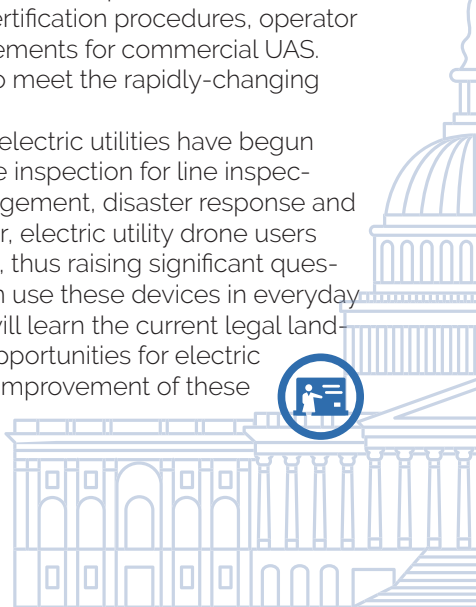 ertification procedures, operator
ements for commercial UAS.
o meet the rapidly-changing
electric utilities have begun
e inspection for line inspec-
gement, disaster response and
r, electric utility drone users
, thus raising significant ques-
n use these devices in everyday
vill learn the current legal land-
pportunities for electric
improvement of these